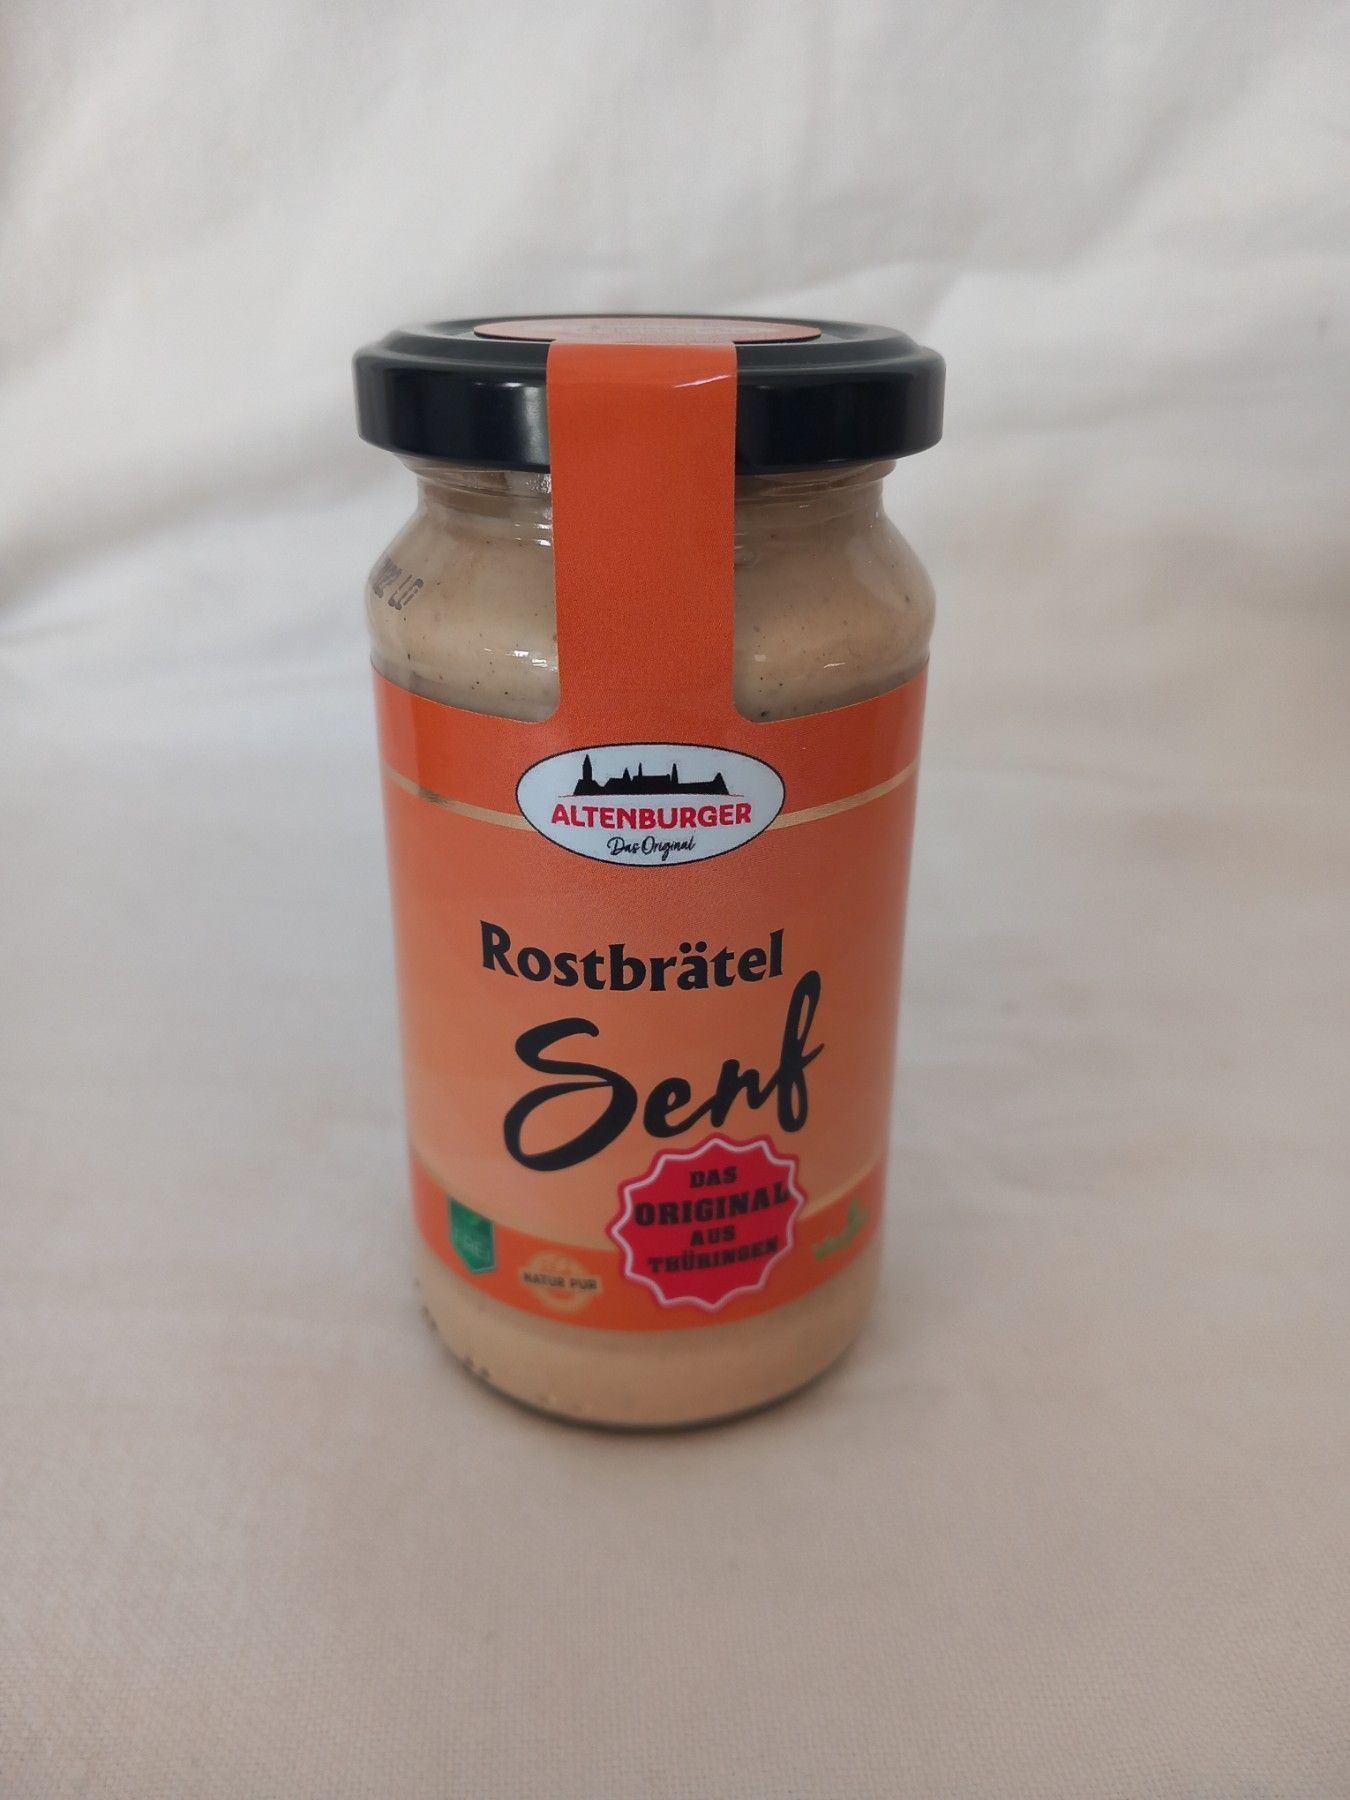 ALTENBURGER
Das Original
Rostbrätel
Senf
DAS
ORIGINAL
AUS
THÜRINGEN
NATUR PUR